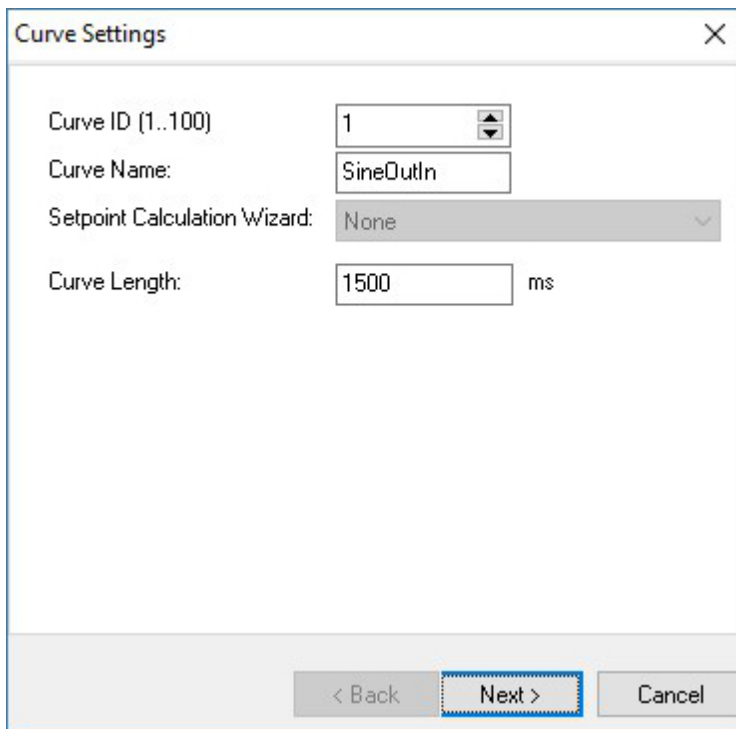 Curve Settings
Curve ID (1..100)
1
Curve Name:
SineOutIn
Setpoint Calculation Wizard:
None
Curve Length:
1500
ms
< Back
Next >
Cancel